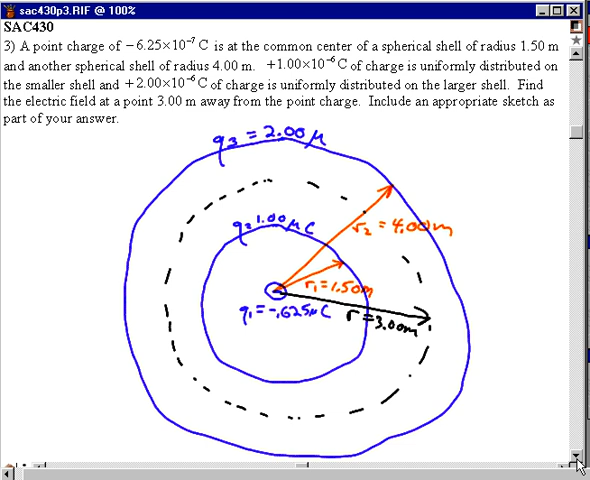 sac430p3.RIF @ 100%
SAC430
3) A point charge of −6.25×10⁻⁷ C is at the common center of a spherical shell of radius 1.50 m
and another spherical shell of radius 4.00 m. +1.00×10⁻⁶ C of charge is uniformly distributed on
the smaller shell and +2.00×10⁻⁶ C of charge is uniformly distributed on the larger shell. Find
the electric field at a point 3.00 m away from the point charge. Include an appropriate sketch as
part of your answer.
q₃ = 2.00 μ
q₂ 1.00 μC
r₂ = 4.00 m
r₁ = 1.50 m
q₁ = -.625 μC
r = 3.00 m